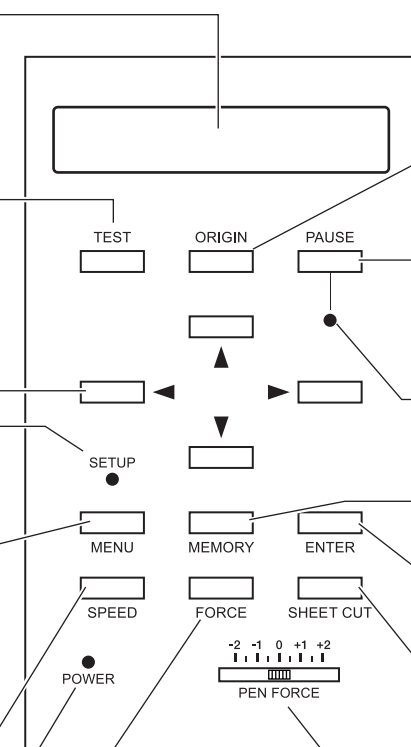 TEST ORIGIN PAUSE
SETUP
MENU MEMORY ENTER
SPEED FORCE SHEET CUT
-2 -1 0 +1 +2
POWER
PEN FORCE